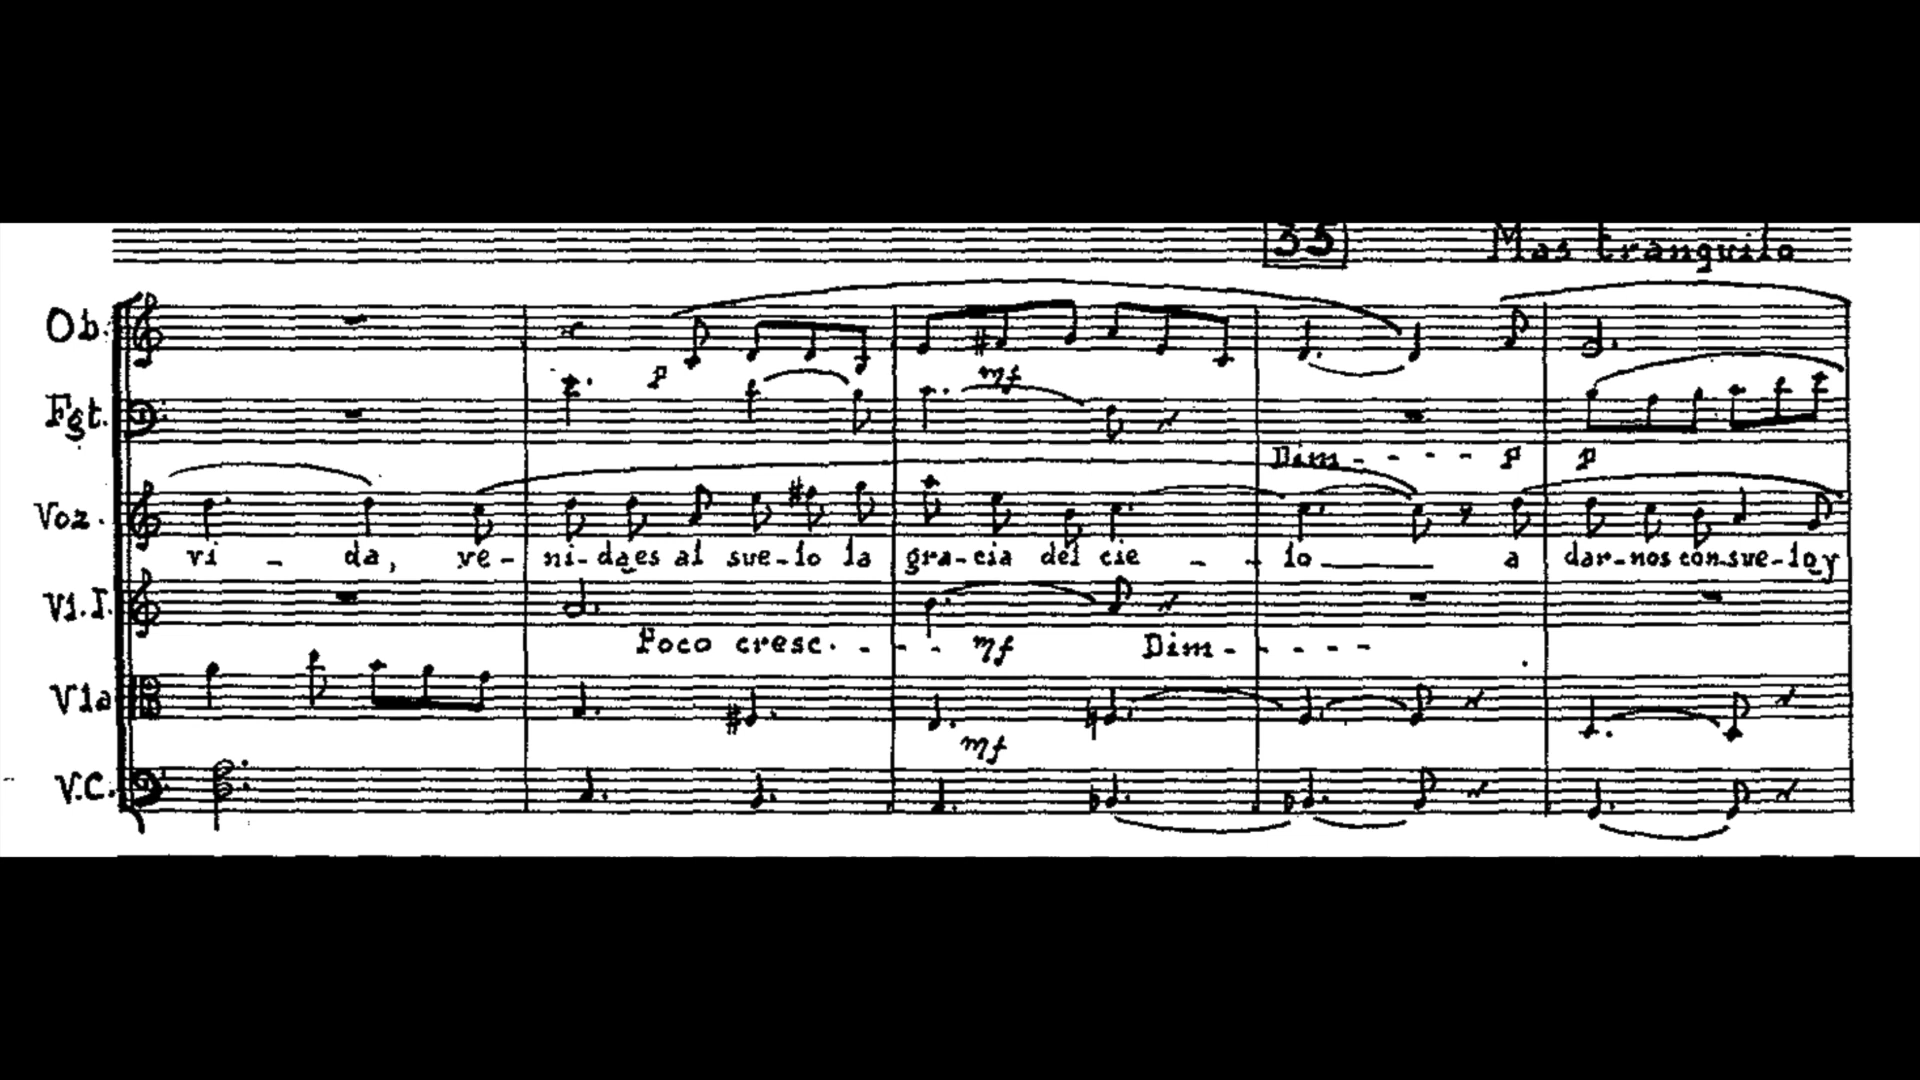 35 Mas tranquilo
Ob.
p mf
Fgt.
Dim - - - - - p p
Voz.
vi - da, ve - ni - da es al sue - lo la gra - cia del cie - - lo a dar - nos con - sue - lo y
Vi. I.
Poco cresc. - - - mf Dim - - - - -
Vla
mf
V.C.